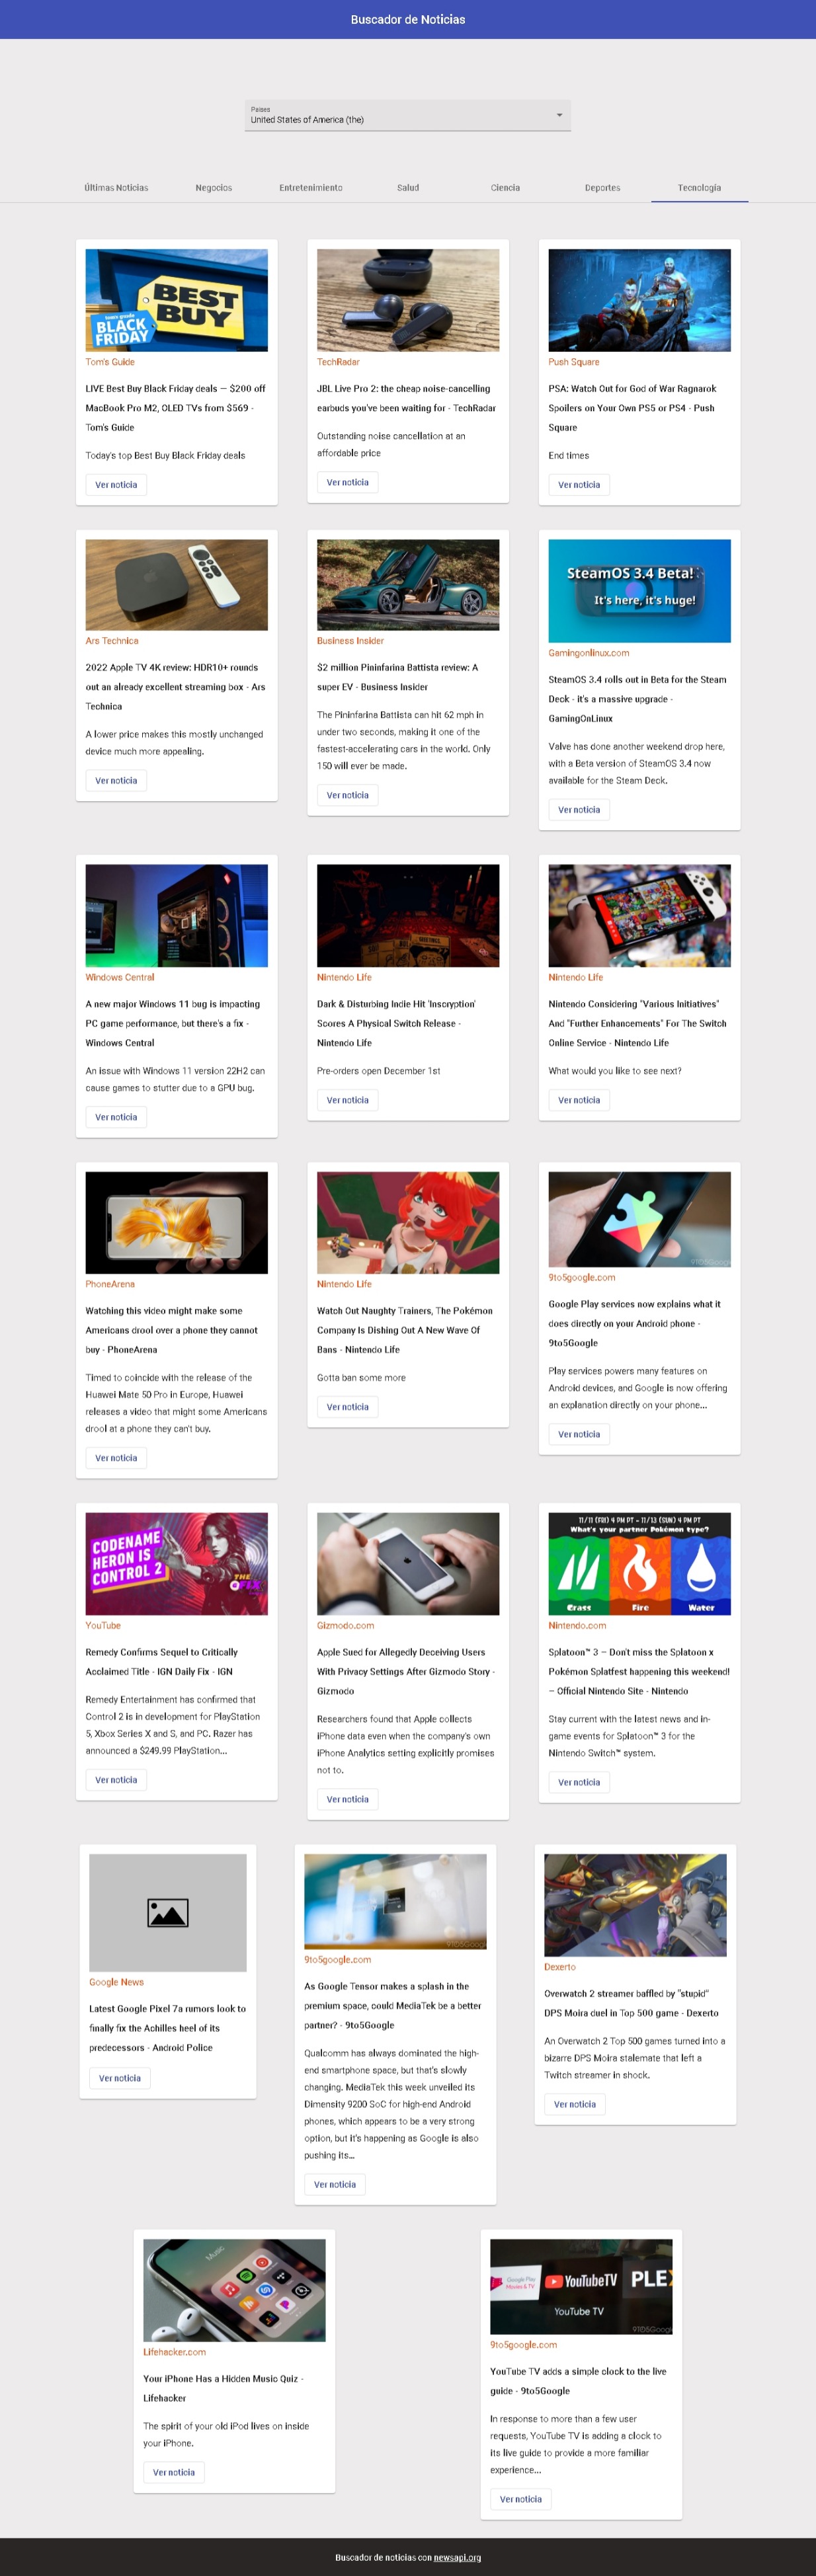 Buscador de Noticias
Países
United States of America (the)
Últimas Noticias
Negocios
Entretenimiento
Salud
Ciencia
Deportes
Tecnología
BEST
BUY
BLACK
FRIDAY
Tom's Guide
LIVE Best Buy Black Friday deals — $200 off
MacBook Pro M2, OLED TVs from $569 -
Tom's Guide
Today's top Best Buy Black Friday deals
Ver noticia
TechRadar
JBL Live Pro 2: the cheap noise-cancelling
earbuds you've been waiting for - TechRadar
Outstanding noise cancellation at an
affordable price
Ver noticia
Push Square
PSA: Watch Out for God of War Ragnarok
Spoilers on Your Own PS5 or PS4 - Push
Square
End times
Ver noticia
Ars Technica
2022 Apple TV 4K review: HDR10+ rounds
out an already excellent streaming box - Ars
Technica
A lower price makes this mostly unchanged
device much more appealing.
Ver noticia
Business Insider
$2 million Pininfarina Battista review: A
super EV - Business Insider
The Pininfarina Battista can hit 62 mph in
under two seconds, making it one of the
fastest-accelerating cars in the world. Only
150 will ever be made.
Ver noticia
SteamOS 3.4 Beta!
It's here, it's huge!
Gamingonlinux.com
SteamOS 3.4 rolls out in Beta for the Steam
Deck - it's a massive upgrade -
GamingOnLinux
Valve has done another weekend drop here,
with a Beta version of SteamOS 3.4 now
available for the Steam Deck.
Ver noticia
Windows Central
A new major Windows 11 bug is impacting
PC game performance, but there's a fix -
Windows Central
An issue with Windows 11 version 22H2 can
cause games to stutter due to a GPU bug.
Ver noticia
Nintendo Life
Dark & Disturbing Indie Hit 'Inscryption'
Scores A Physical Switch Release -
Nintendo Life
Pre-orders open December 1st
Ver noticia
Nintendo Life
Nintendo Considering "Various Initiatives"
And "Further Enhancements" For The Switch
Online Service - Nintendo Life
What would you like to see next?
Ver noticia
PhoneArena
Watching this video might make some
Americans drool over a phone they cannot
buy - PhoneArena
Timed to coincide with the release of the
Huawei Mate 50 Pro in Europe, Huawei
releases a video that might some Americans
drool at a phone they can't buy.
Ver noticia
Nintendo Life
Watch Out Naughty Trainers, The Pokémon
Company Is Dishing Out A New Wave Of
Bans - Nintendo Life
Gotta ban some more
Ver noticia
9TO5Google
9to5google.com
Google Play services now explains what it
does directly on your Android phone -
9to5Google
Play services powers many features on
Android devices, and Google is now offering
an explanation directly on your phone...
Ver noticia
CODENAME
HERON IS
CONTROL 2
THE
FIX
YouTube
Remedy Confirms Sequel to Critically
Acclaimed Title - IGN Daily Fix - IGN
Remedy Entertainment has confirmed that
Control 2 is in development for PlayStation
5, Xbox Series X and S, and PC. Razer has
announced a $249.99 PlayStation...
Ver noticia
Gizmodo.com
Apple Sued for Allegedly Deceiving Users
With Privacy Settings After Gizmodo Story -
Gizmodo
Researchers found that Apple collects
iPhone data even when the company's own
iPhone Analytics setting explicitly promises
not to.
Ver noticia
11/11 (FRI) 4 PM PT – 11/13 (SUN) 4 PM PT
What's your partner Pokémon type?
Grass
Fire
Water
Nintendo.com
Splatoon™ 3 – Don't miss the Splatoon x
Pokémon Splatfest happening this weekend!
– Official Nintendo Site - Nintendo
Stay current with the latest news and in-
game events for Splatoon™ 3 for the
Nintendo Switch™ system.
Ver noticia
Google News
Latest Google Pixel 7a rumors look to
finally fix the Achilles heel of its
predecessors - Android Police
Ver noticia
9TO5Google
9to5google.com
As Google Tensor makes a splash in the
premium space, could MediaTek be a better
partner? - 9to5Google
Qualcomm has always dominated the high-
end smartphone space, but that's slowly
changing. MediaTek this week unveiled its
Dimensity 9200 SoC for high-end Android
phones, which appears to be a very strong
option, but it's happening as Google is also
pushing its...
Ver noticia
Dexerto
Overwatch 2 streamer baffled by "stupid"
DPS Moira duel in Top 500 game - Dexerto
An Overwatch 2 Top 500 games turned into a
bizarre DPS Moira stalemate that left a
Twitch streamer in shock.
Ver noticia
Music
Lifehacker.com
Your iPhone Has a Hidden Music Quiz -
Lifehacker
The spirit of your old iPod lives on inside
your iPhone.
Ver noticia
Google Play
Movies & TV
YouTubeTV
PLEX
YouTube TV
9TO5Google
9to5google.com
YouTube TV adds a simple clock to the live
guide - 9to5Google
In response to more than a few user
requests, YouTube TV is adding a clock to
its live guide to provide a more familiar
experience...
Ver noticia
Buscador de noticias con newsapi.org